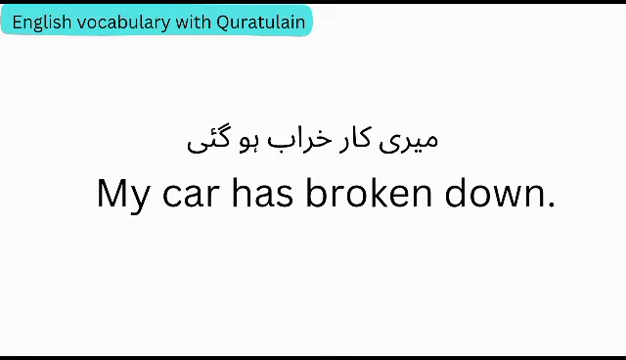 English vocabulary with Quratulain
میری کار خراب ہو گئی
My car has broken down.